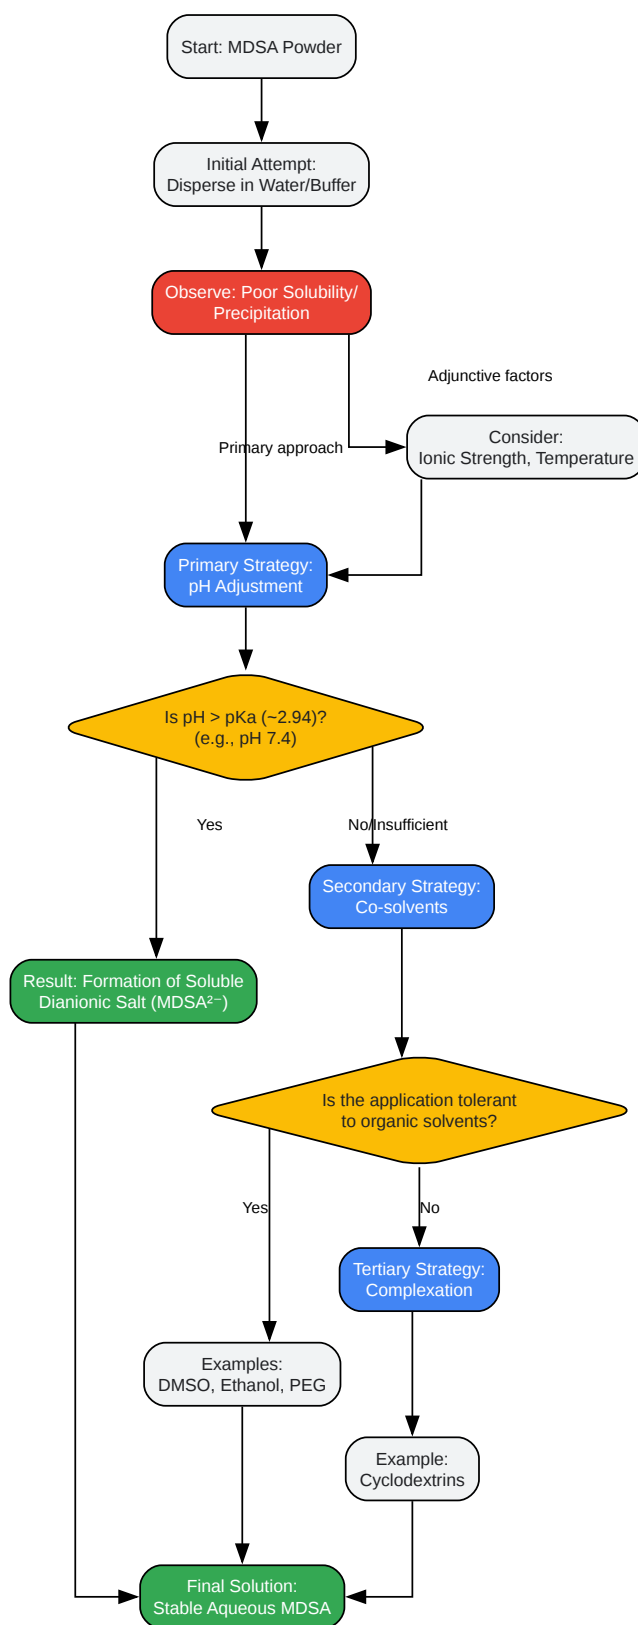 Start: MDSA Powder
Initial Attempt:
Disperse in Water/Buffer
Observe: Poor Solubility/
Precipitation
Adjunctive factors
Consider:
Ionic Strength, Temperature
Primary approach
Primary Strategy:
pH Adjustment
Is pH > pKa (~2.94)?
(e.g., pH 7.4)
Yes
No/Insufficient
Secondary Strategy:
Co-solvents
Result: Formation of Soluble
Dianionic Salt (MDSA²⁻)
Is the application tolerant
to organic solvents?
Yes
No
Tertiary Strategy:
Complexation
Examples:
DMSO, Ethanol, PEG
Example:
Cyclodextrins
Final Solution:
Stable Aqueous MDSA